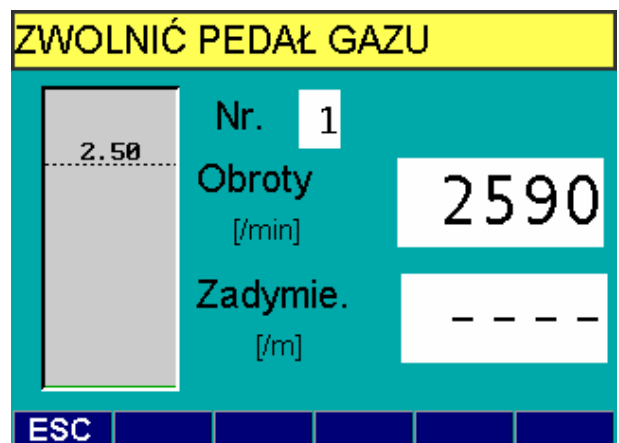 ZWOLNIĆ PEDAŁ GAZU
Nr. 1
2.50
Obroty 2590
[/min]
Zadymie. ----
[/m]
ESC